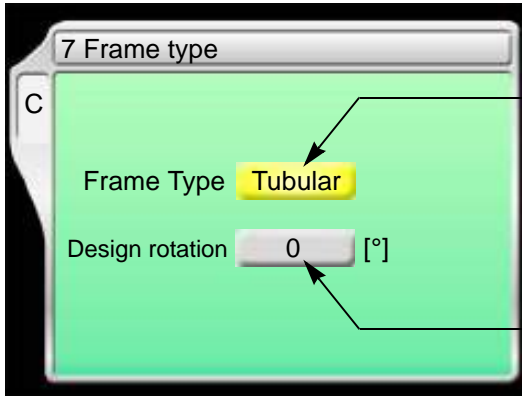 7 Frame type
C
Frame Type Tubular
Design rotation 0 [°]